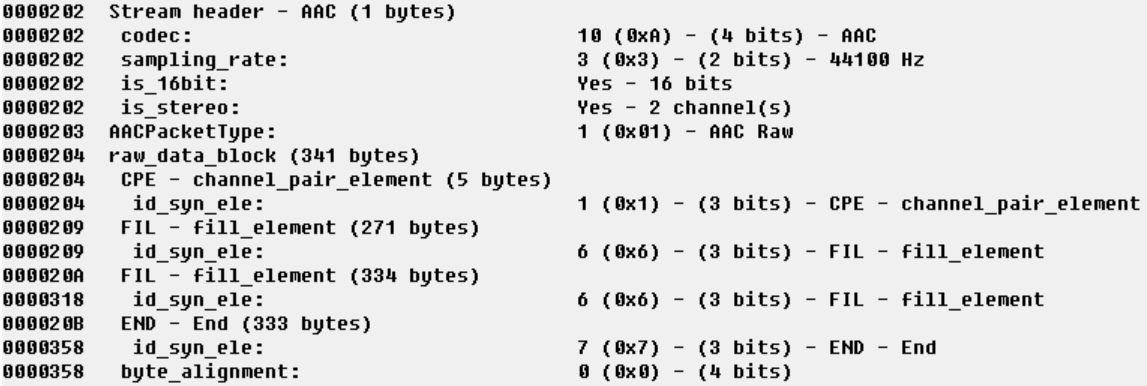 0000202 Stream header - AAC (1 bytes)
0000202 codec: 10 (0xA) - (4 bits) - AAC
0000202 sampling_rate: 3 (0x3) - (2 bits) - 44100 Hz
0000202 is_16bit: Yes - 16 bits
0000202 is_stereo: Yes - 2 channel(s)
0000203 AACPacketType: 1 (0x01) - AAC Raw
0000204 raw_data_block (341 bytes)
0000204 CPE - channel_pair_element (5 bytes)
0000204 id_syn_ele: 1 (0x1) - (3 bits) - CPE - channel_pair_element
0000209 FIL - fill_element (271 bytes)
0000209 id_syn_ele: 6 (0x6) - (3 bits) - FIL - fill_element
000020A FIL - fill_element (334 bytes)
0000318 id_syn_ele: 6 (0x6) - (3 bits) - FIL - fill_element
000020B END - End (333 bytes)
0000358 id_syn_ele: 7 (0x7) - (3 bits) - END - End
0000358 byte_alignment: 0 (0x0) - (4 bits)